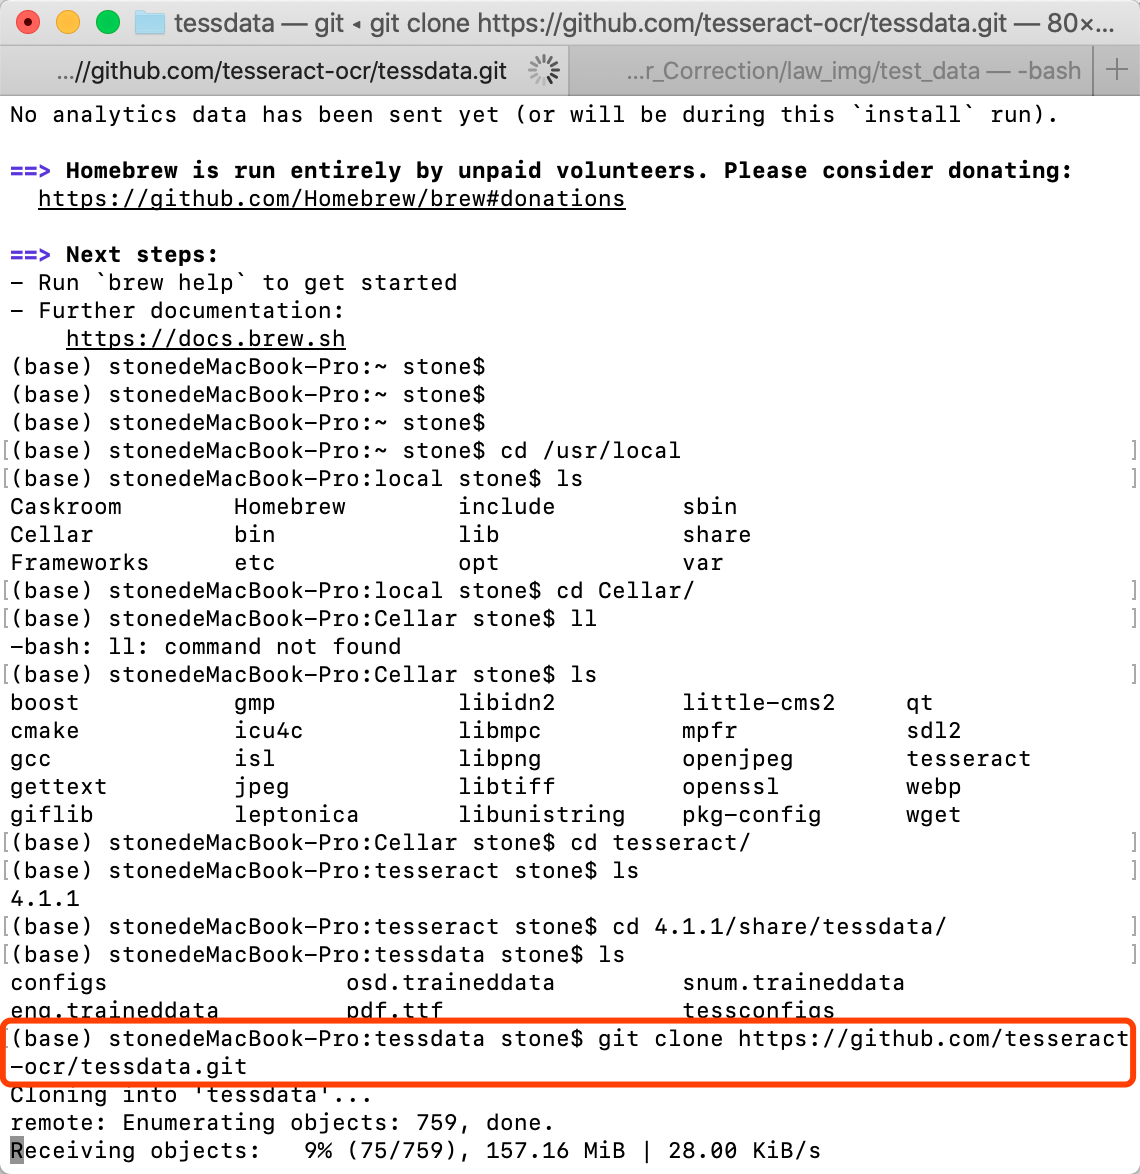 tessdata — git ◂ git clone https://github.com/tesseract-ocr/tessdata.git — 80×...
...//github.com/tesseract-ocr/tessdata.git ...r_Correction/law_img/test_data — -bash +
No analytics data has been sent yet (or will be during this `install` run).
==> Homebrew is run entirely by unpaid volunteers. Please consider donating:
https://github.com/Homebrew/brew#donations
==> Next steps:
- Run `brew help` to get started
- Further documentation:
https://docs.brew.sh
(base) stonedeMacBook-Pro:~ stone$
(base) stonedeMacBook-Pro:~ stone$
(base) stonedeMacBook-Pro:~ stone$
[(base) stonedeMacBook-Pro:~ stone$ cd /usr/local ]
[(base) stonedeMacBook-Pro:local stone$ ls ]
Caskroom Homebrew include sbin
Cellar bin lib share
Frameworks etc opt var
[(base) stonedeMacBook-Pro:local stone$ cd Cellar/ ]
[(base) stonedeMacBook-Pro:Cellar stone$ ll ]
-bash: ll: command not found
[(base) stonedeMacBook-Pro:Cellar stone$ ls ]
boost gmp libidn2 little-cms2 qt
cmake icu4c libmpc mpfr sdl2
gcc isl libpng openjpeg tesseract
gettext jpeg libtiff openssl webp
giflib leptonica libunistring pkg-config wget
[(base) stonedeMacBook-Pro:Cellar stone$ cd tesseract/ ]
[(base) stonedeMacBook-Pro:tesseract stone$ ls ]
4.1.1
[(base) stonedeMacBook-Pro:tesseract stone$ cd 4.1.1/share/tessdata/ ]
[(base) stonedeMacBook-Pro:tessdata stone$ ls ]
configs osd.traineddata snum.traineddata
eng.traineddata pdf.ttf tessconfigs
(base) stonedeMacBook-Pro:tessdata stone$ git clone https://github.com/tesseract
-ocr/tessdata.git
Cloning into 'tessdata'...
remote: Enumerating objects: 759, done.
Receiving objects: 9% (75/759), 157.16 MiB | 28.00 KiB/s